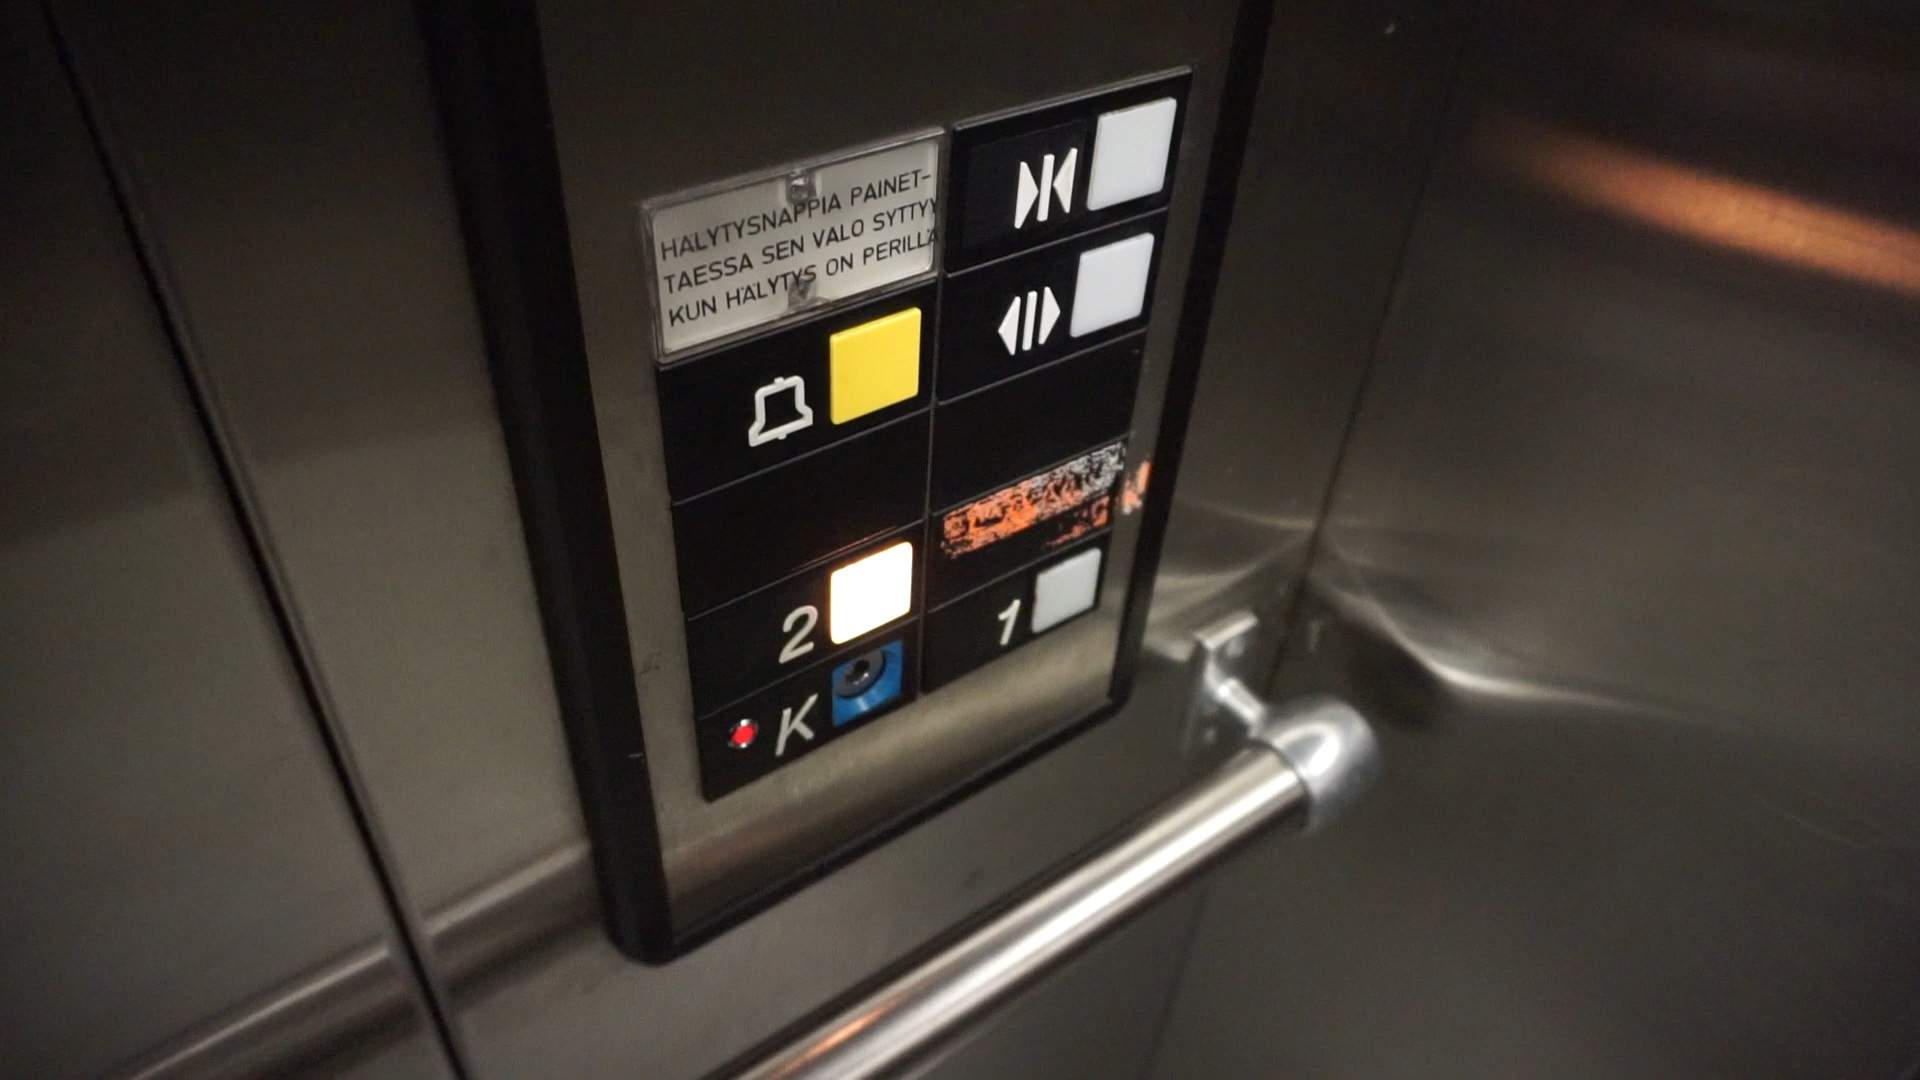 HÄLYTYSNAPPIA PAINET-
TAESSA SEN VALO SYTTYY
KUN HÄLYTYS ON PERILLÄ
2
1
K